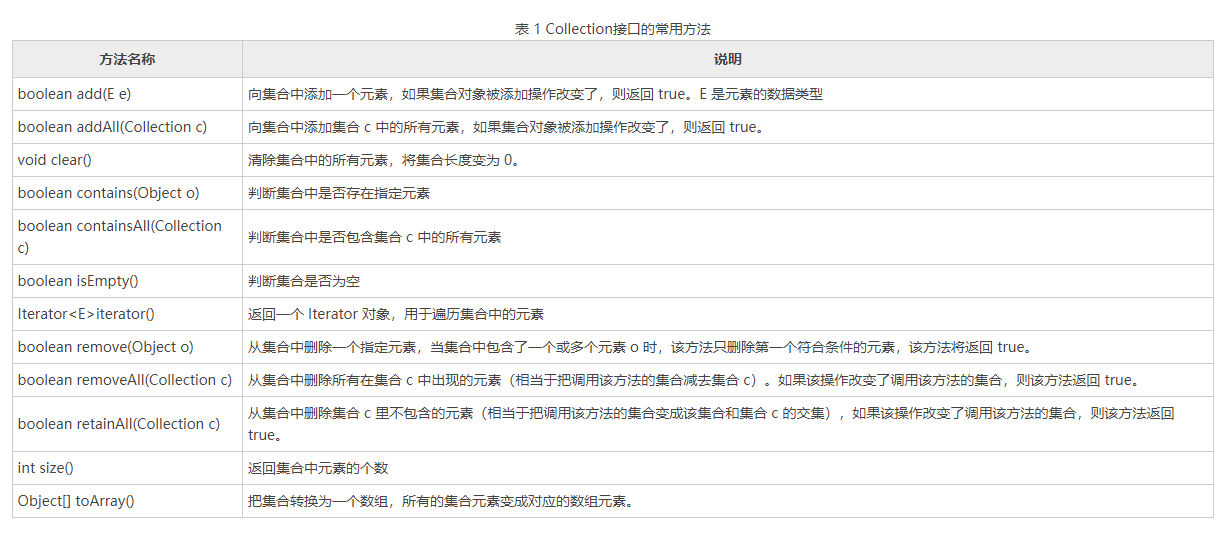 表 1 Collection接口的常用方法
方法名称 说明
boolean add(E e) 向集合中添加一个元素，如果集合对象被添加操作改变了，则返回 true。E 是元素的数据类型
boolean addAll(Collection c) 向集合中添加集合 c 中的所有元素，如果集合对象被添加操作改变了，则返回 true。
void clear() 清除集合中的所有元素，将集合长度变为 0。
boolean contains(Object o) 判断集合中是否存在指定元素
boolean containsAll(Collection
c)
判断集合中是否包含集合 c 中的所有元素
boolean isEmpty() 判断集合是否为空
Iterator<E>iterator() 返回一个 Iterator 对象，用于遍历集合中的元素
boolean remove(Object o) 从集合中删除一个指定元素，当集合中包含了一个或多个元素 o 时，该方法只删除第一个符合条件的元素，该方法将返回 true。
boolean removeAll(Collection c) 从集合中删除所有在集合 c 中出现的元素（相当于把调用该方法的集合减去集合 c）。如果该操作改变了调用该方法的集合，则该方法返回 true。
boolean retainAll(Collection c)
从集合中删除集合 c 里不包含的元素（相当于把调用该方法的集合变成该集合和集合 c 的交集），如果该操作改变了调用该方法的集合，则该方法返回
true。
int size() 返回集合中元素的个数
Object[] toArray() 把集合转换为一个数组，所有的集合元素变成对应的数组元素。